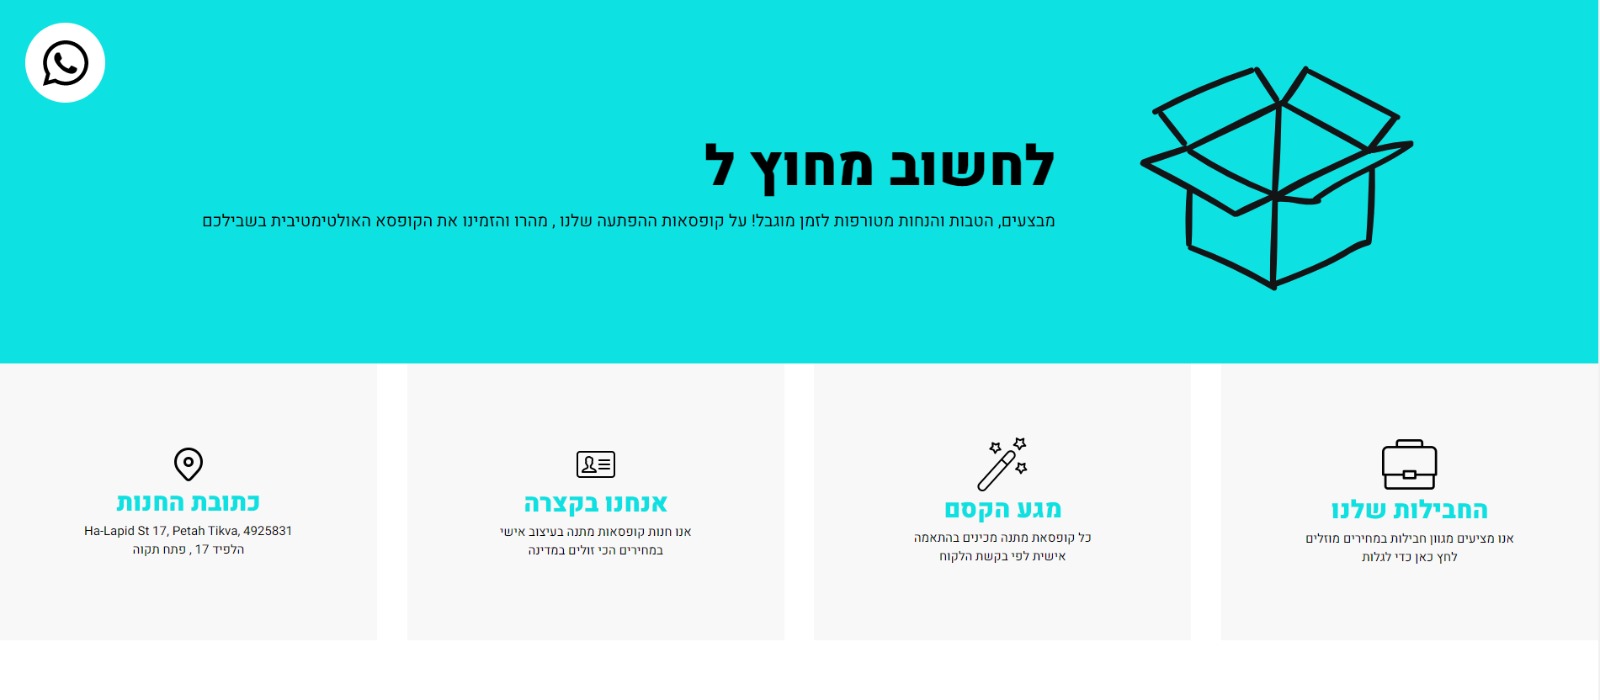 לחשוב מחוץ ל
מבצעים, הטבות והנחות מטורפות לזמן מוגבל! על קופסאות ההפתעה שלנו , מהרו והזמינו את הקופסא האולטימטיבית בשבילכם
החבילות שלנו
אנו מציעים מגוון חבילות במחירים מוזלים
לחץ כאן כדי לגלות
מגע הקסם
כל קופסאת מתנה מכינים בהתאמה
אישית לפי בקשת הלקוח
אנחנו בקצרה
אנו חנות קופסאות מתנה בעיצוב אישי
במחירים הכי זולים במדינה
כתובת החנות
Ha-Lapid St 17, Petah Tikva, 4925831
הלפיד 17 , פתח תקוה